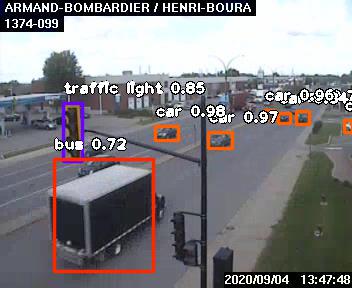 ARMAND-BOMBARDIER / HENRI-BOURA
1374-099
traffic light 0.85
car 0.98
car 0.97
car 0.96
bus 0.72
2020/09/04 13:47:48